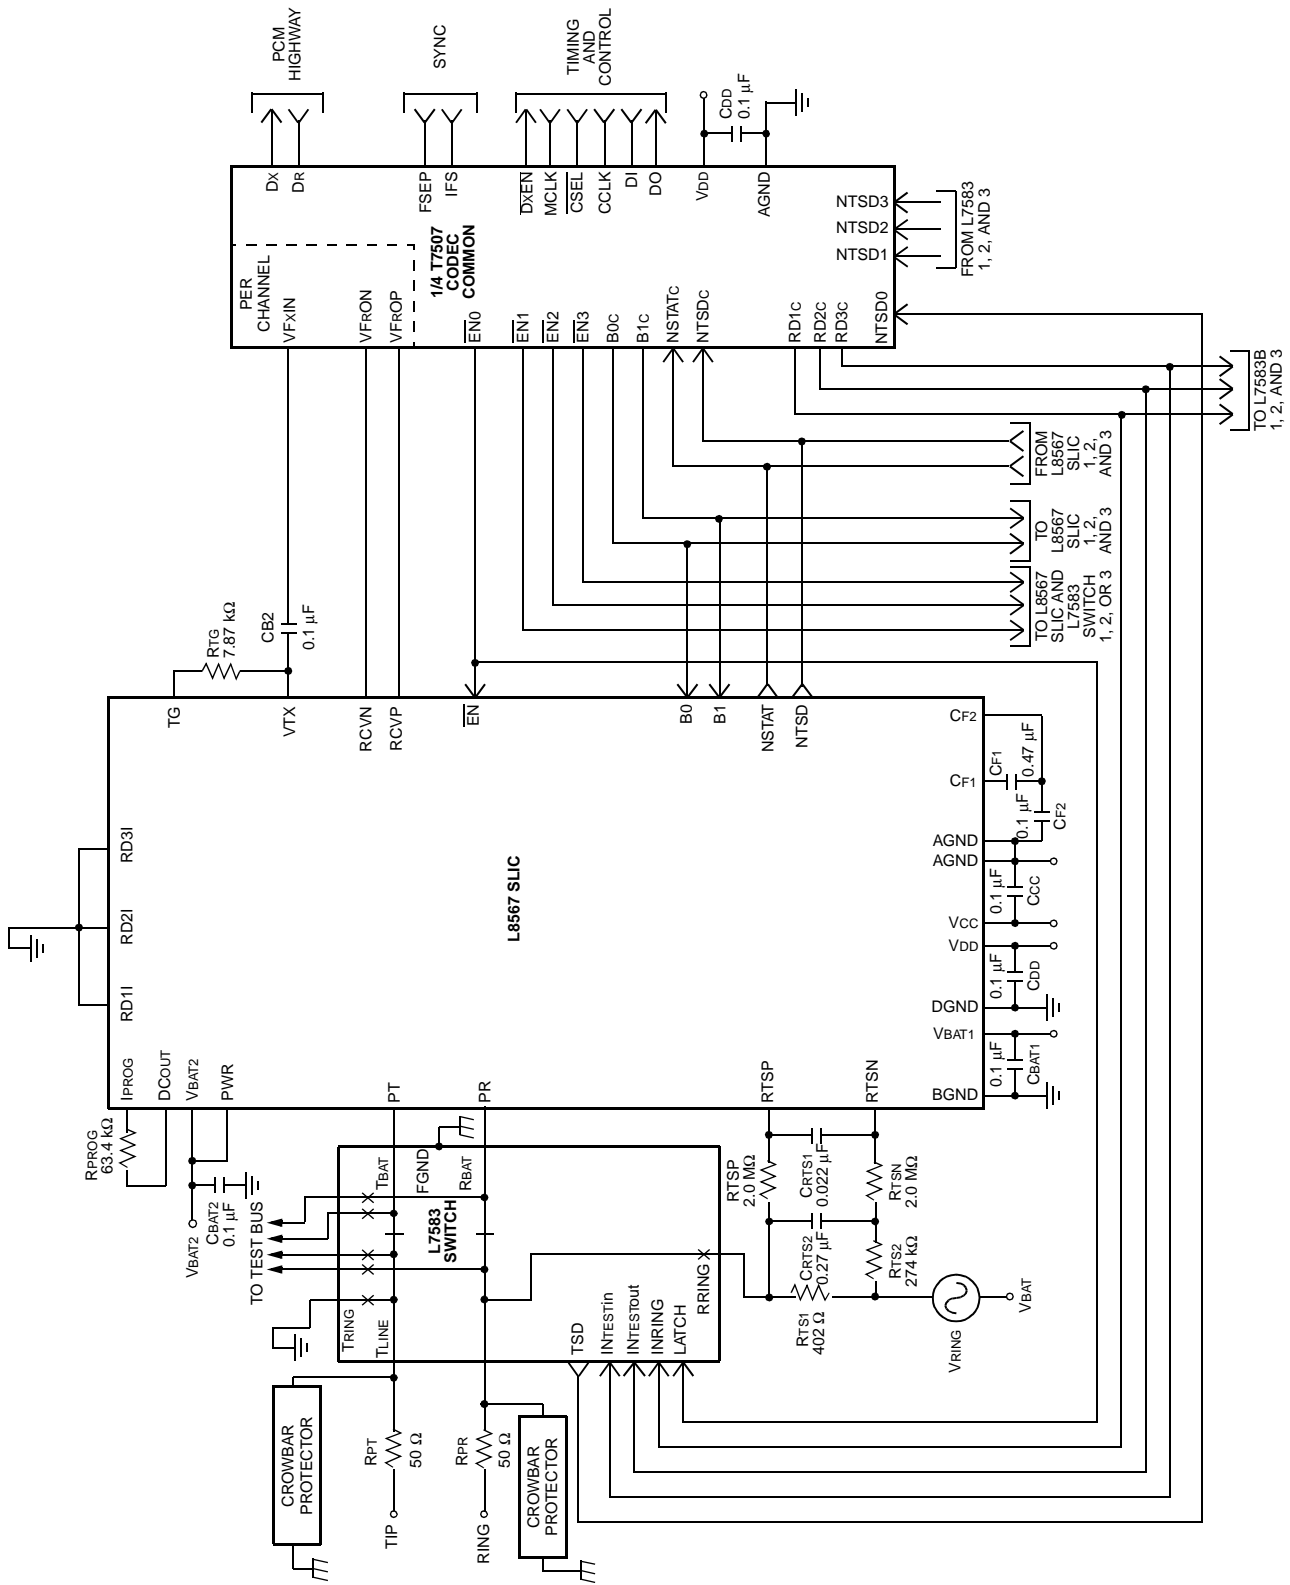 PCM
HIGHWAY
SYNC
TIMING
AND
CONTROL
CDD
0.1 µF
DX
DR
FSEP
IFS
DXEN
MCLK
CSEL
CCLK
DI
DO
VDD
AGND
PER
CHANNEL
VFXIN
VFRON
VFROP
1/4 T7507
CODEC
COMMON
EN0
EN1
EN2
EN3
B0C
B1C
NSTATC
NTSDC
RD1C
RD2C
RD3C
NTSD0
NTSD3
NTSD2
NTSD1
FROM L7583
1, 2, AND 3
TO L7583B
1, 2, AND 3
FROM
L8567
SLIC
1, 2,
AND 3
TO
L8567
SLIC
1, 2,
AND 3
TO L8567
SLIC AND
L7583
SWITCH
1, 2, OR 3
RTG
7.87 kΩ
CB2
0.1 µF
TG
VTX
RCVN
RCVP
EN
B0
B1
NSTAT
NTSD
L8567 SLIC
RD3I
RD2I
RD1I
CF2
CF1
CF1
0.47 µF
0.1 µF
CF2
AGND
AGND
0.1 µF
CCC
VCC
VDD
0.1 µF
CDD
DGND
VBAT1
0.1 µF
CBAT1
BGND
IPROG
DCOUT
VBAT2
PWR
PT
PR
RTSP
RTSN
RPROG
63.4 kΩ
VBAT2
CBAT2
0.1 µF
TO TEST BUS
TBAT
FGND
RBAT
L7583
SWITCH
TRING
TLINE
TSD
INTESTin
INTESTout
INRING
LATCH
RRING
RTSP
2.0 MΩ
CRTS1
0.022 µF
RTSN
2.0 MΩ
CRTS2
0.27 µF
RTS2
274 kΩ
RTS1
402 Ω
VRING
VBAT
CROWBAR
PROTECTOR
RPT
50 Ω
TIP
RPR
50 Ω
RING
CROWBAR
PROTECTOR